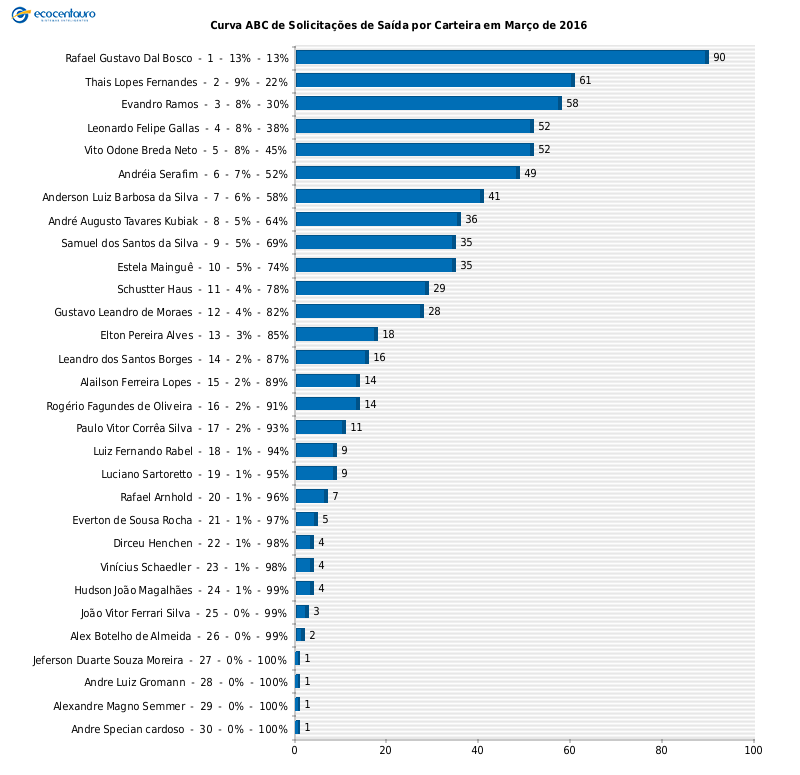 ecocentauro
Curva ABC de Solicitações de Saída por Carteira em Março de 2016
Rafael Gustavo Dal Bosco - 1 - 13% - 13% 90
Thais Lopes Fernandes - 2 - 9% - 22% 61
Evandro Ramos - 3 - 8% - 30% 58
Leonardo Felipe Gallas - 4 - 8% - 38% 52
Vito Odone Breda Neto - 5 - 8% - 45% 52
Andréia Serafim - 6 - 7% - 52% 49
Anderson Luiz Barbosa da Silva - 7 - 6% - 58% 41
André Augusto Tavares Kubiak - 8 - 5% - 64% 36
Samuel dos Santos da Silva - 9 - 5% - 69% 35
Estela Mainguê - 10 - 5% - 74% 35
Schustter Haus - 11 - 4% - 78% 29
Gustavo Leandro de Moraes - 12 - 4% - 82% 28
Elton Pereira Alves - 13 - 3% - 85% 18
Leandro dos Santos Borges - 14 - 2% - 87% 16
Alailson Ferreira Lopes - 15 - 2% - 89% 14
Rogério Fagundes de Oliveira - 16 - 2% - 91% 14
Paulo Vitor Corrêa Silva - 17 - 2% - 93% 11
Luiz Fernando Rabel - 18 - 1% - 94% 9
Luciano Sartoretto - 19 - 1% - 95% 9
Rafael Arnhold - 20 - 1% - 96% 7
Everton de Sousa Rocha - 21 - 1% - 97% 5
Dirceu Henchen - 22 - 1% - 98% 4
Vinícius Schaedler - 23 - 1% - 98% 4
Hudson João Magalhães - 24 - 1% - 99% 4
João Vitor Ferrari Silva - 25 - 0% - 99% 3
Alex Botelho de Almeida - 26 - 0% - 99% 2
Jeferson Duarte Souza Moreira - 27 - 0% - 100% 1
Andre Luiz Gromann - 28 - 0% - 100% 1
Alexandre Magno Semmer - 29 - 0% - 100% 1
Andre Specian cardoso - 30 - 0% - 100% 1
0 20 40 60 80 100